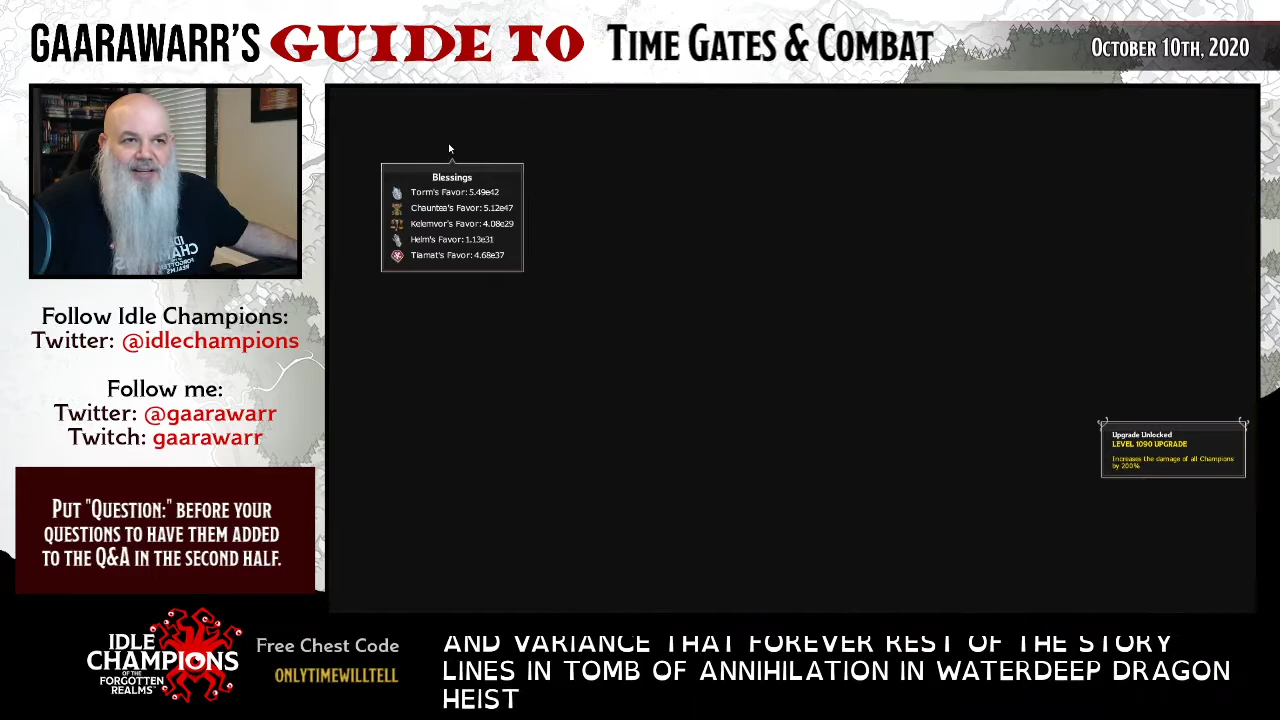 GAARAWARR'S GUIDE TO TIME GATES & COMBAT
OCTOBER 10TH, 2020
Blessings
Torm's Favor: 5.49e42
Chauntea's Favor: 5.12e47
Kelemvor's Favor: 4.08e29
Helm's Favor: 1.13e31
Tiamat's Favor: 4.68e37
Follow Idle Champions:
Twitter: @idlechampions
Follow me:
Twitter: @gaarawarr
Twitch: gaarawarr
Upgrade Unlocked
LEVEL 1090 UPGRADE
Increases the damage of all Champions
by 200%
PUT "QUESTION:" BEFORE YOUR
QUESTIONS TO HAVE THEM ADDED
TO THE Q&A IN THE SECOND HALF.
IDLE
CHAMPIONS
OF THE
FORGOTTEN
REALMS
Free Chest Code
ONLYTIMEWILLTELL
AND VARIANCE THAT FOREVER REST OF THE STORY
LINES IN TOMB OF ANNIHILATION IN WATERDEEP DRAGON
HEIST